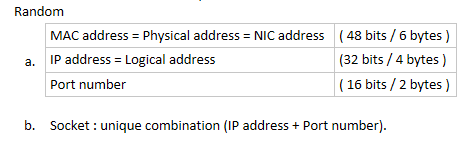 Random
MAC address = Physical address = NIC address ( 48 bits / 6 bytes )
a. IP address = Logical address (32 bits / 4 bytes )
Port number ( 16 bits / 2 bytes )
b. Socket : unique combination (IP address + Port number).